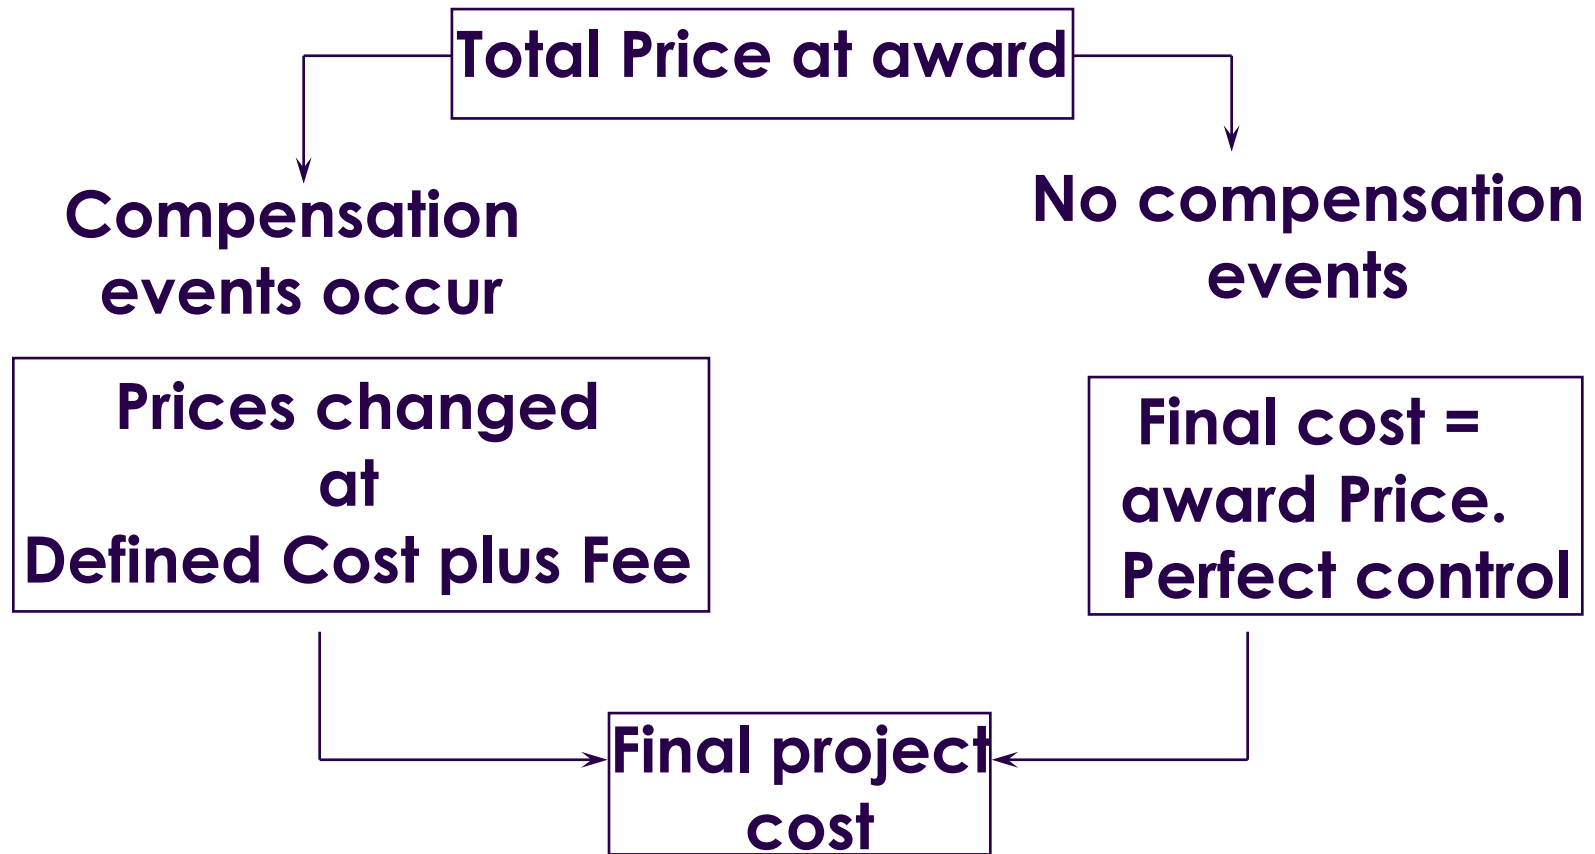 Total Price at award
Compensation
events occur
No compensation
events
Prices changed
at
Defined Cost plus Fee
Final cost =
award Price.
Perfect control
Final project
cost